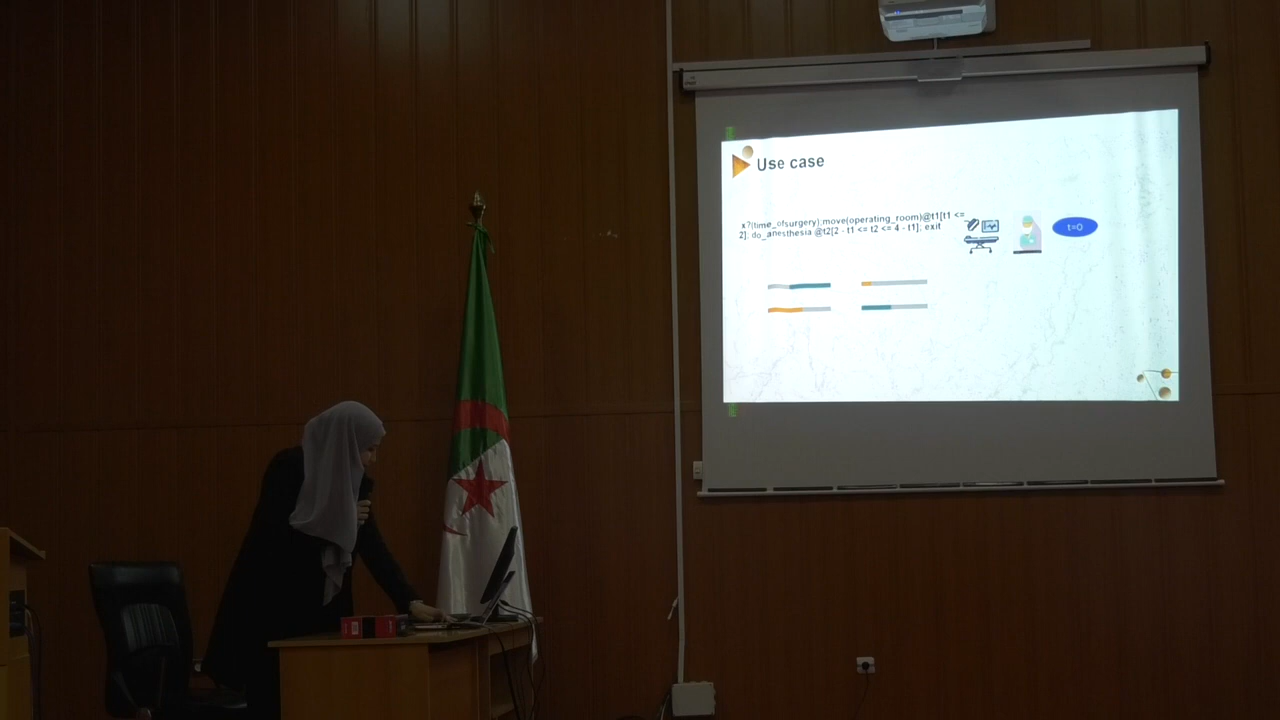 Use case
x?(time_ofsurgery);move(operating_room)@t1[t1 <=
2]; do_anesthesia @t2[2 - t1 <= t2 <= 4 - t1]; exit
t=0